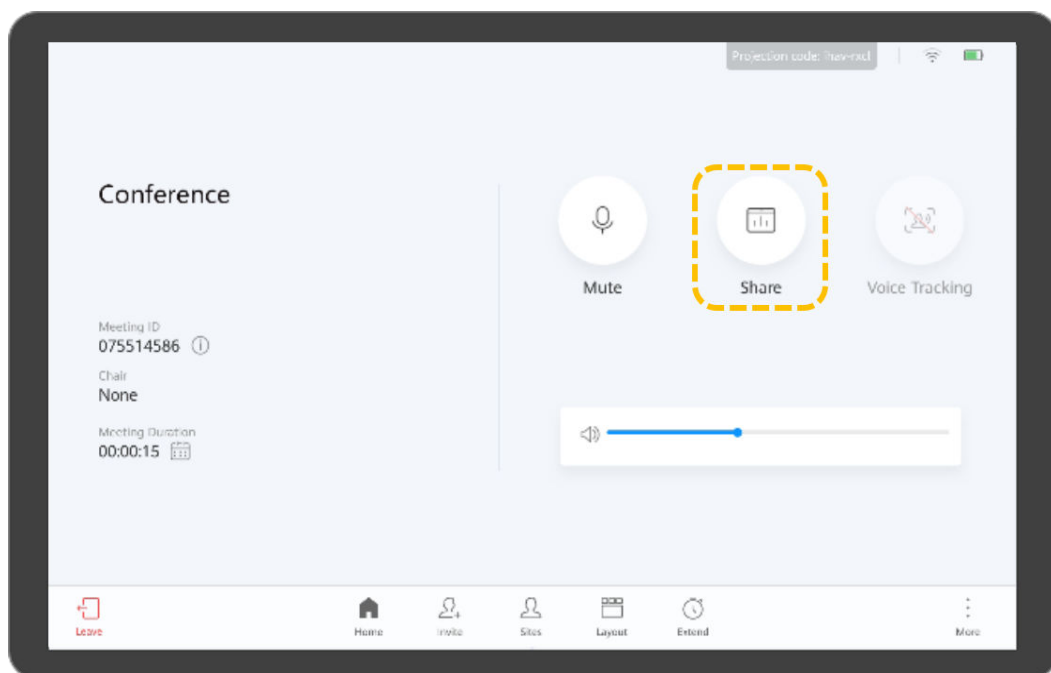 Projection code: ihav-rxcl
Conference
Mute
Share
Voice Tracking
Meeting ID
075514586
Chair
None
Meeting Duration
00:00:15
Leave
Home
Invite
Sites
Layout
Extend
More